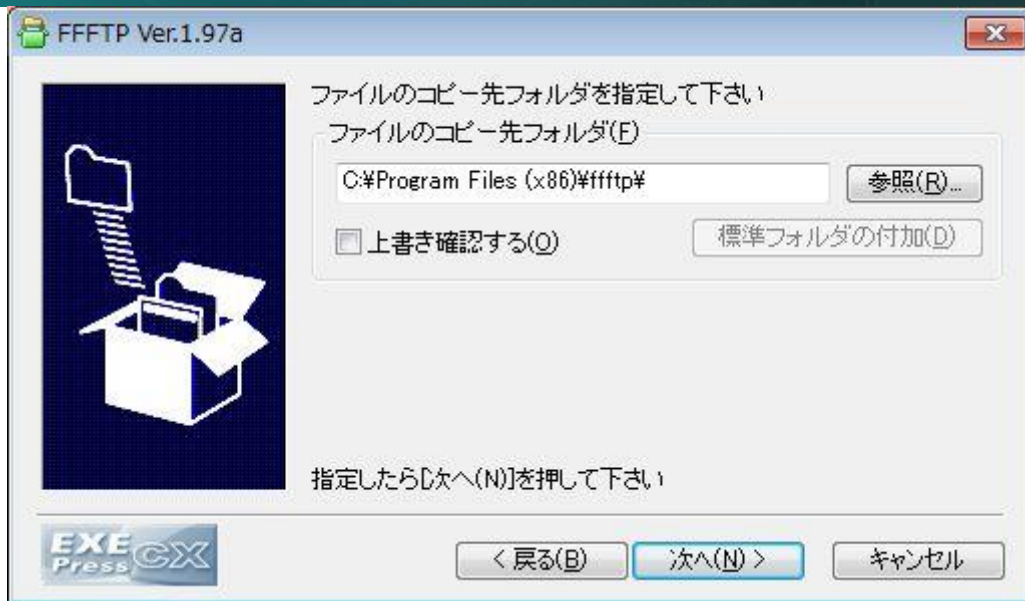 FFFTP Ver.1.97a
ファイルのコピー先フォルダを指定して下さい
ファイルのコピー先フォルダ(F)
C:¥Program Files (x86)¥ffftp¥
参照(R)...
上書き確認する(O)
標準フォルダの付加(D)
指定したら[次へ(N)]を押して下さい
EXE Press CX
< 戻る(B)
次へ(N) >
キャンセル